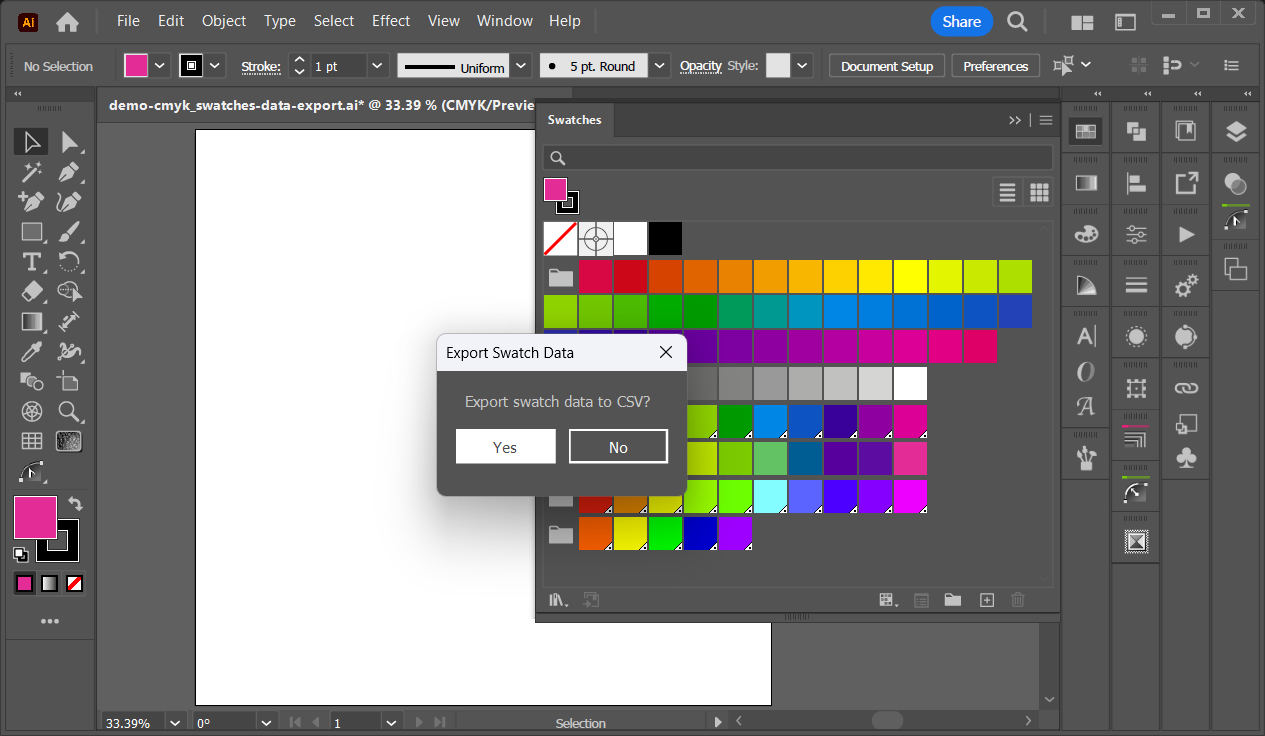 Ai File Edit Object Type Select Effect View Window Help Share
No Selection Stroke: 1 pt Uniform 5 pt. Round Opacity Style: Document Setup Preferences
demo-cmyk_swatches-data-export.ai* @ 33.39 % (CMYK/Previe
Swatches
Export Swatch Data
Export swatch data to CSV?
Yes No
33.39% 0° 1 Selection